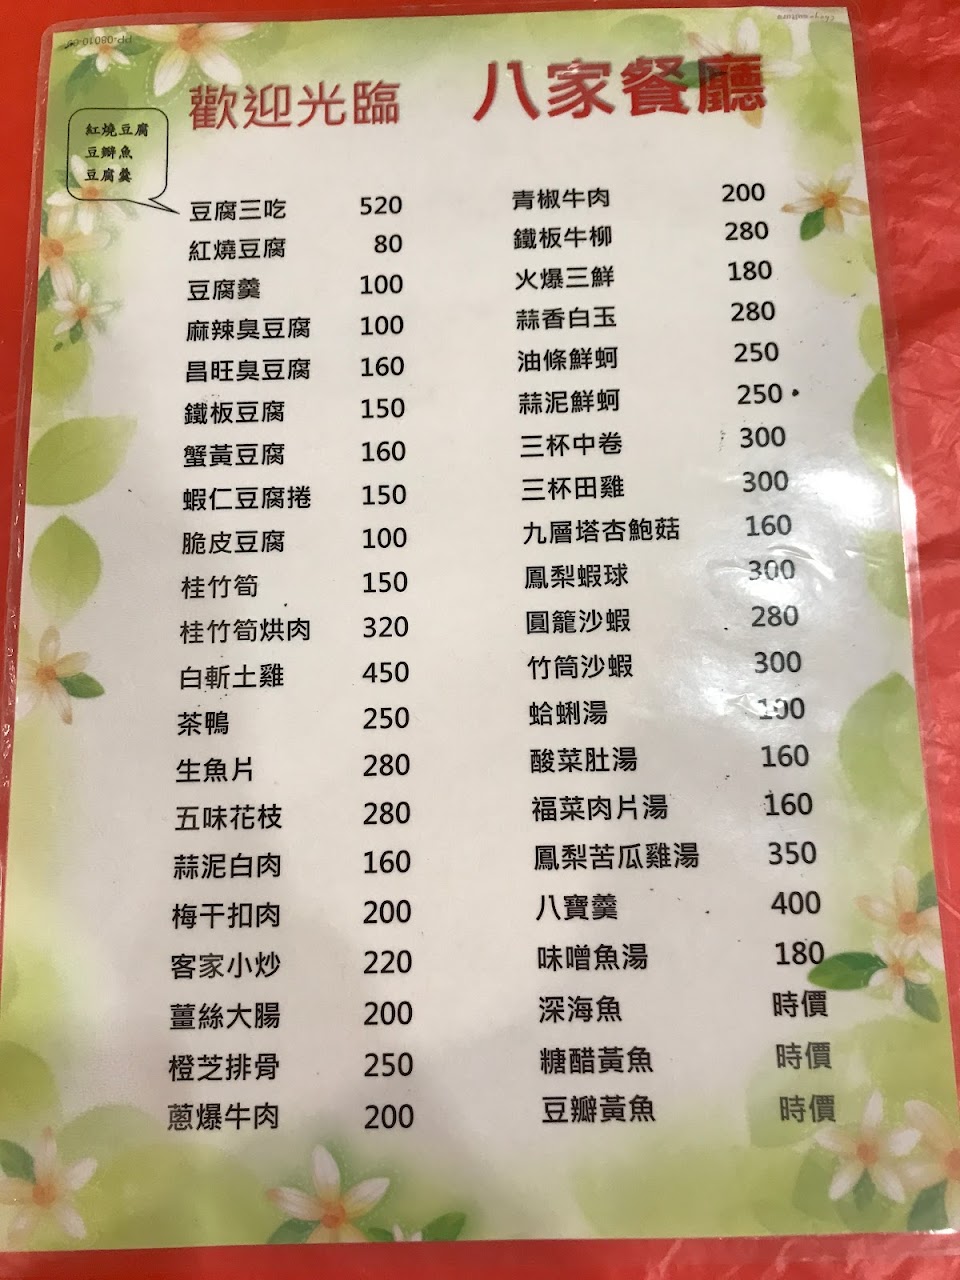 歡迎光臨 八家餐廳
紅燒豆腐
豆瓣魚
豆腐羹
豆腐三吃 520
紅燒豆腐 80
豆腐羹 100
麻辣臭豆腐 100
昌旺臭豆腐 160
鐵板豆腐 150
蟹黃豆腐 160
蝦仁豆腐捲 150
脆皮豆腐 100
桂竹筍 150
桂竹筍烘肉 320
白斬土雞 450
茶鴨 250
生魚片 280
五味花枝 280
蒜泥白肉 160
梅干扣肉 200
客家小炒 220
薑絲大腸 200
橙芝排骨 250
蔥爆牛肉 200
青椒牛肉 200
鐵板牛柳 280
火爆三鮮 180
蒜香白玉 280
油條鮮蚵 250
蒜泥鮮蚵 250
三杯中卷 300
三杯田雞 300
九層塔杏鮑菇 160
鳳梨蝦球 300
圓籠沙蝦 280
竹筒沙蝦 300
蛤蜊湯 100
酸菜肚湯 160
福菜肉片湯 160
鳳梨苦瓜雞湯 350
八寶羹 400
味噌魚湯 180
深海魚 時價
糖醋黃魚 時價
豆瓣黃魚 時價